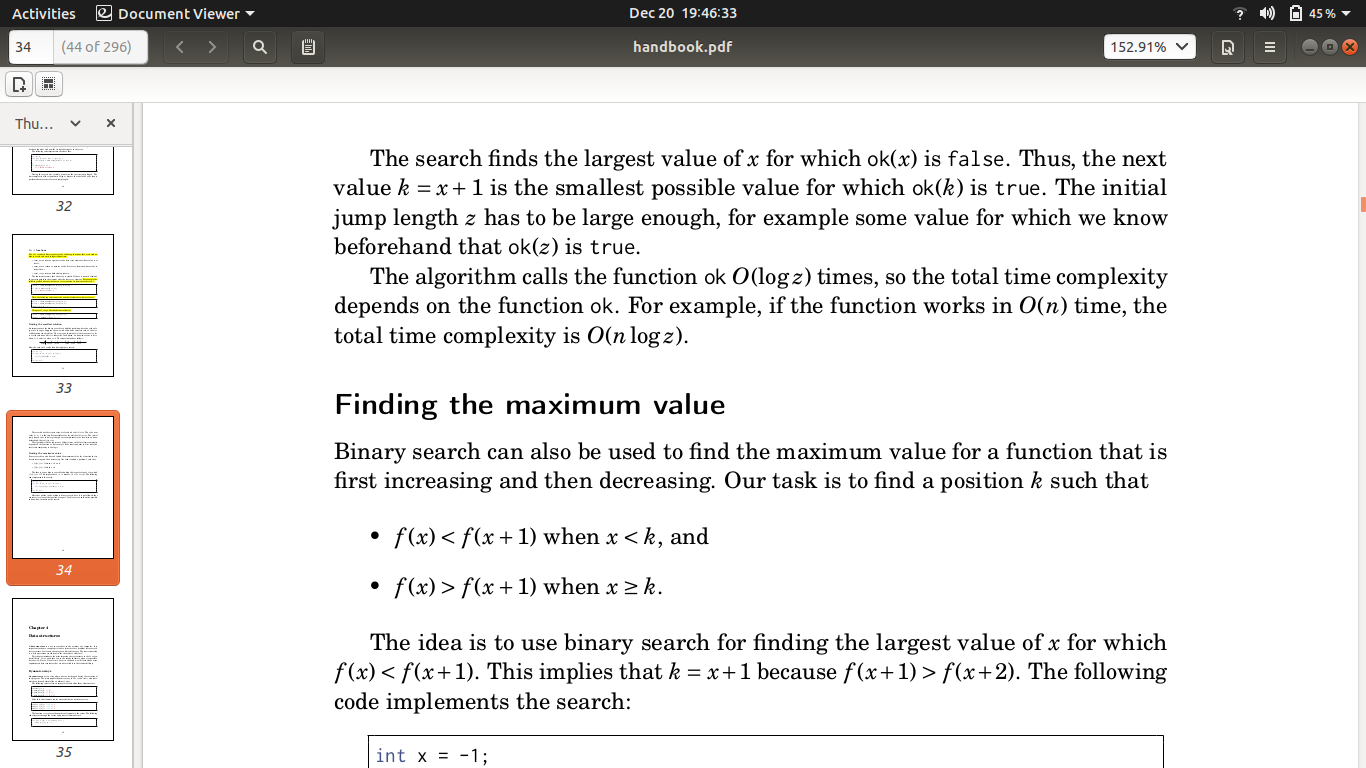 Activities Document Viewer Dec 20 19:46:33 45 %
34 (44 of 296) handbook.pdf 152.91%
Thu...
32
33
34
Chapter 4
Data structures
35
The search finds the largest value of x for which ok(x) is false. Thus, the next
value k = x + 1 is the smallest possible value for which ok(k) is true. The initial
jump length z has to be large enough, for example some value for which we know
beforehand that ok(z) is true.
The algorithm calls the function ok O(log z) times, so the total time complexity
depends on the function ok. For example, if the function works in O(n) time, the
total time complexity is O(n log z).
Finding the maximum value
Binary search can also be used to find the maximum value for a function that is
first increasing and then decreasing. Our task is to find a position k such that
• f(x) < f(x + 1) when x < k, and
• f(x) > f(x + 1) when x ≥ k.
The idea is to use binary search for finding the largest value of x for which
f(x) < f(x+1). This implies that k = x+1 because f(x+1) > f(x+2). The following
code implements the search:
int x = -1;